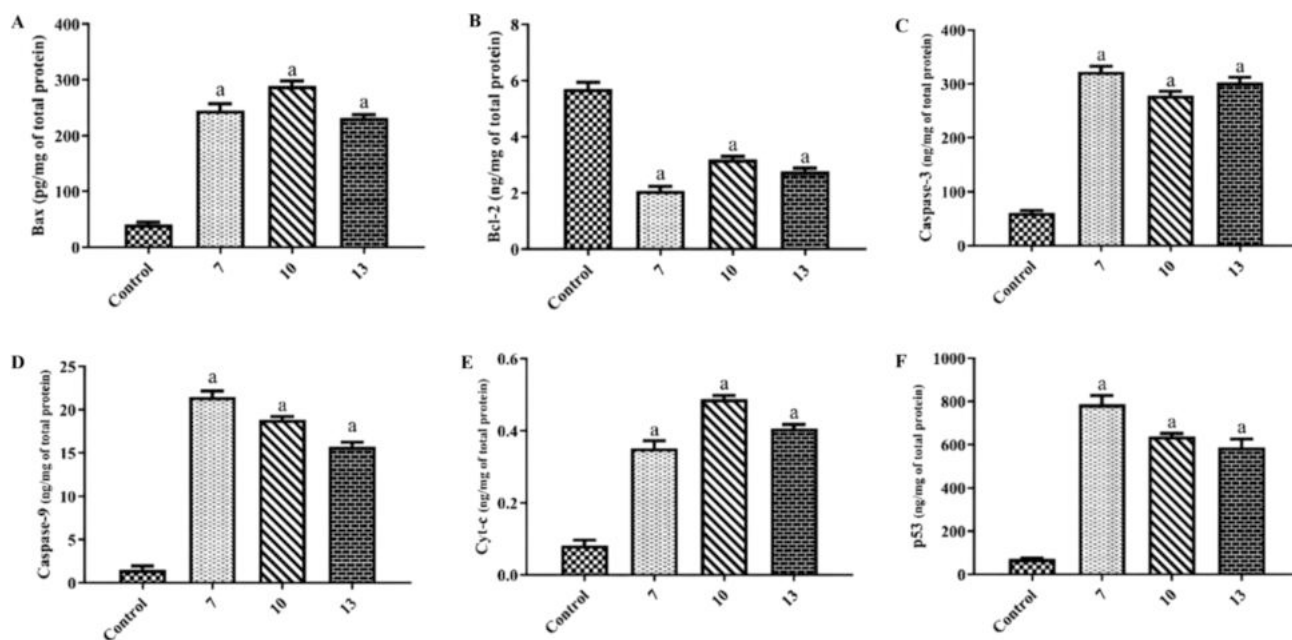 A
Bax (pg/mg of total protein)
400
300
200
100
0
a
a
a
Control
7
10
13
B
Bcl-2 (ng/mg of total protein)
8
6
4
2
0
a
a
a
Control
7
10
13
C
Caspase-3 (ng/mg of total protein)
400
300
200
100
0
a
a
a
Control
7
10
13
D
Caspase-9 (ng/mg of total protein)
25
20
15
10
5
0
a
a
a
Control
7
10
13
E
Cyt-c (ng/mg of total protein)
0.6
0.4
0.2
0.0
a
a
a
Control
7
10
13
F
p53 (ng/mg of total protein)
1000
800
600
400
200
0
a
a
a
Control
7
10
13